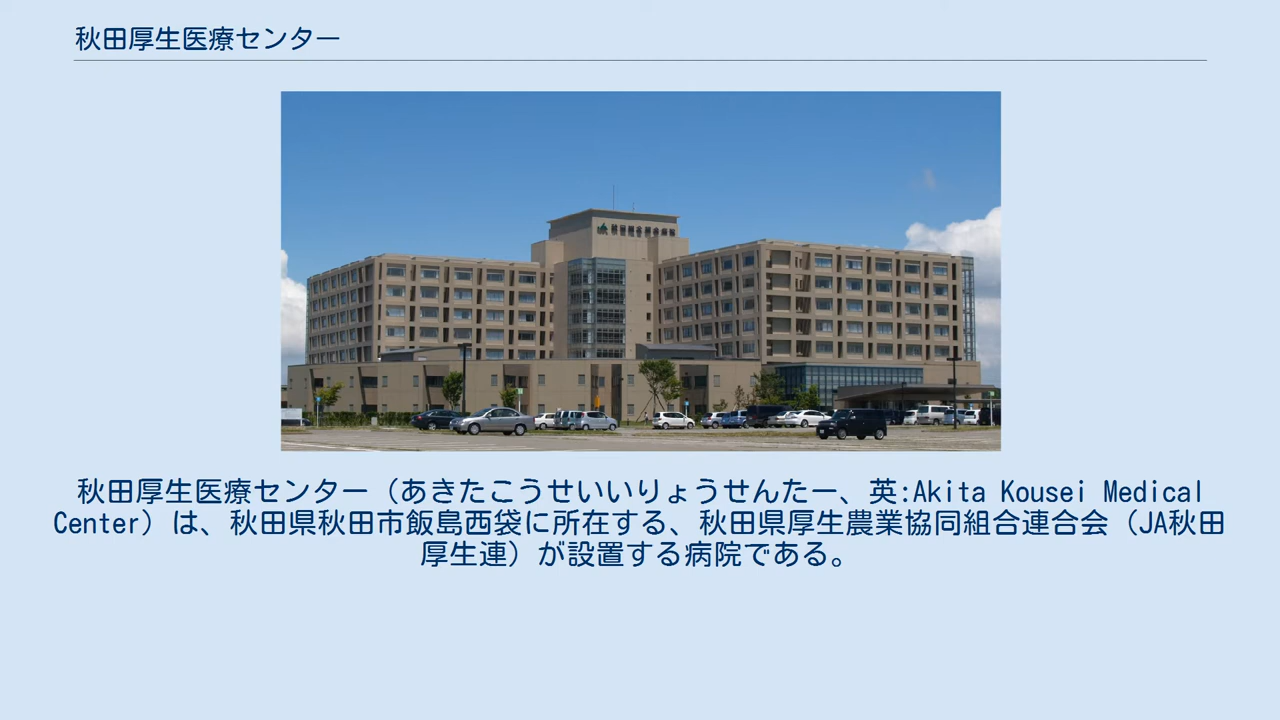 秋田厚生医療センター
秋田厚生医療センター（あきたこうせいいりょうせんたー、英:Akita Kousei Medical
Center）は、秋田県秋田市飯島西袋に所在する、秋田県厚生農業協同組合連合会（JA秋田
厚生連）が設置する病院である。